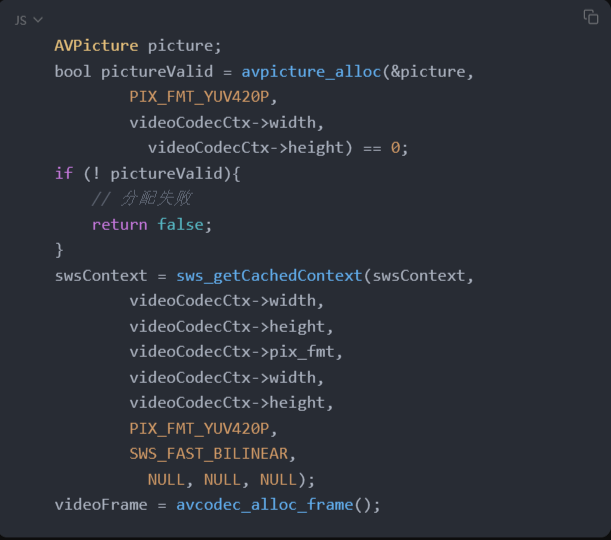 JS
AVPicture picture;
bool pictureValid = avpicture_alloc(&picture,
        PIX_FMT_YUV420P,
        videoCodecCtx->width,
          videoCodecCtx->height) == 0;
if (! pictureValid){
    // 分配失败
    return false;
}
swsContext = sws_getCachedContext(swsContext,
        videoCodecCtx->width,
        videoCodecCtx->height,
        videoCodecCtx->pix_fmt,
        videoCodecCtx->width,
        videoCodecCtx->height,
        PIX_FMT_YUV420P,
        SWS_FAST_BILINEAR,
          NULL, NULL, NULL);
videoFrame = avcodec_alloc_frame();